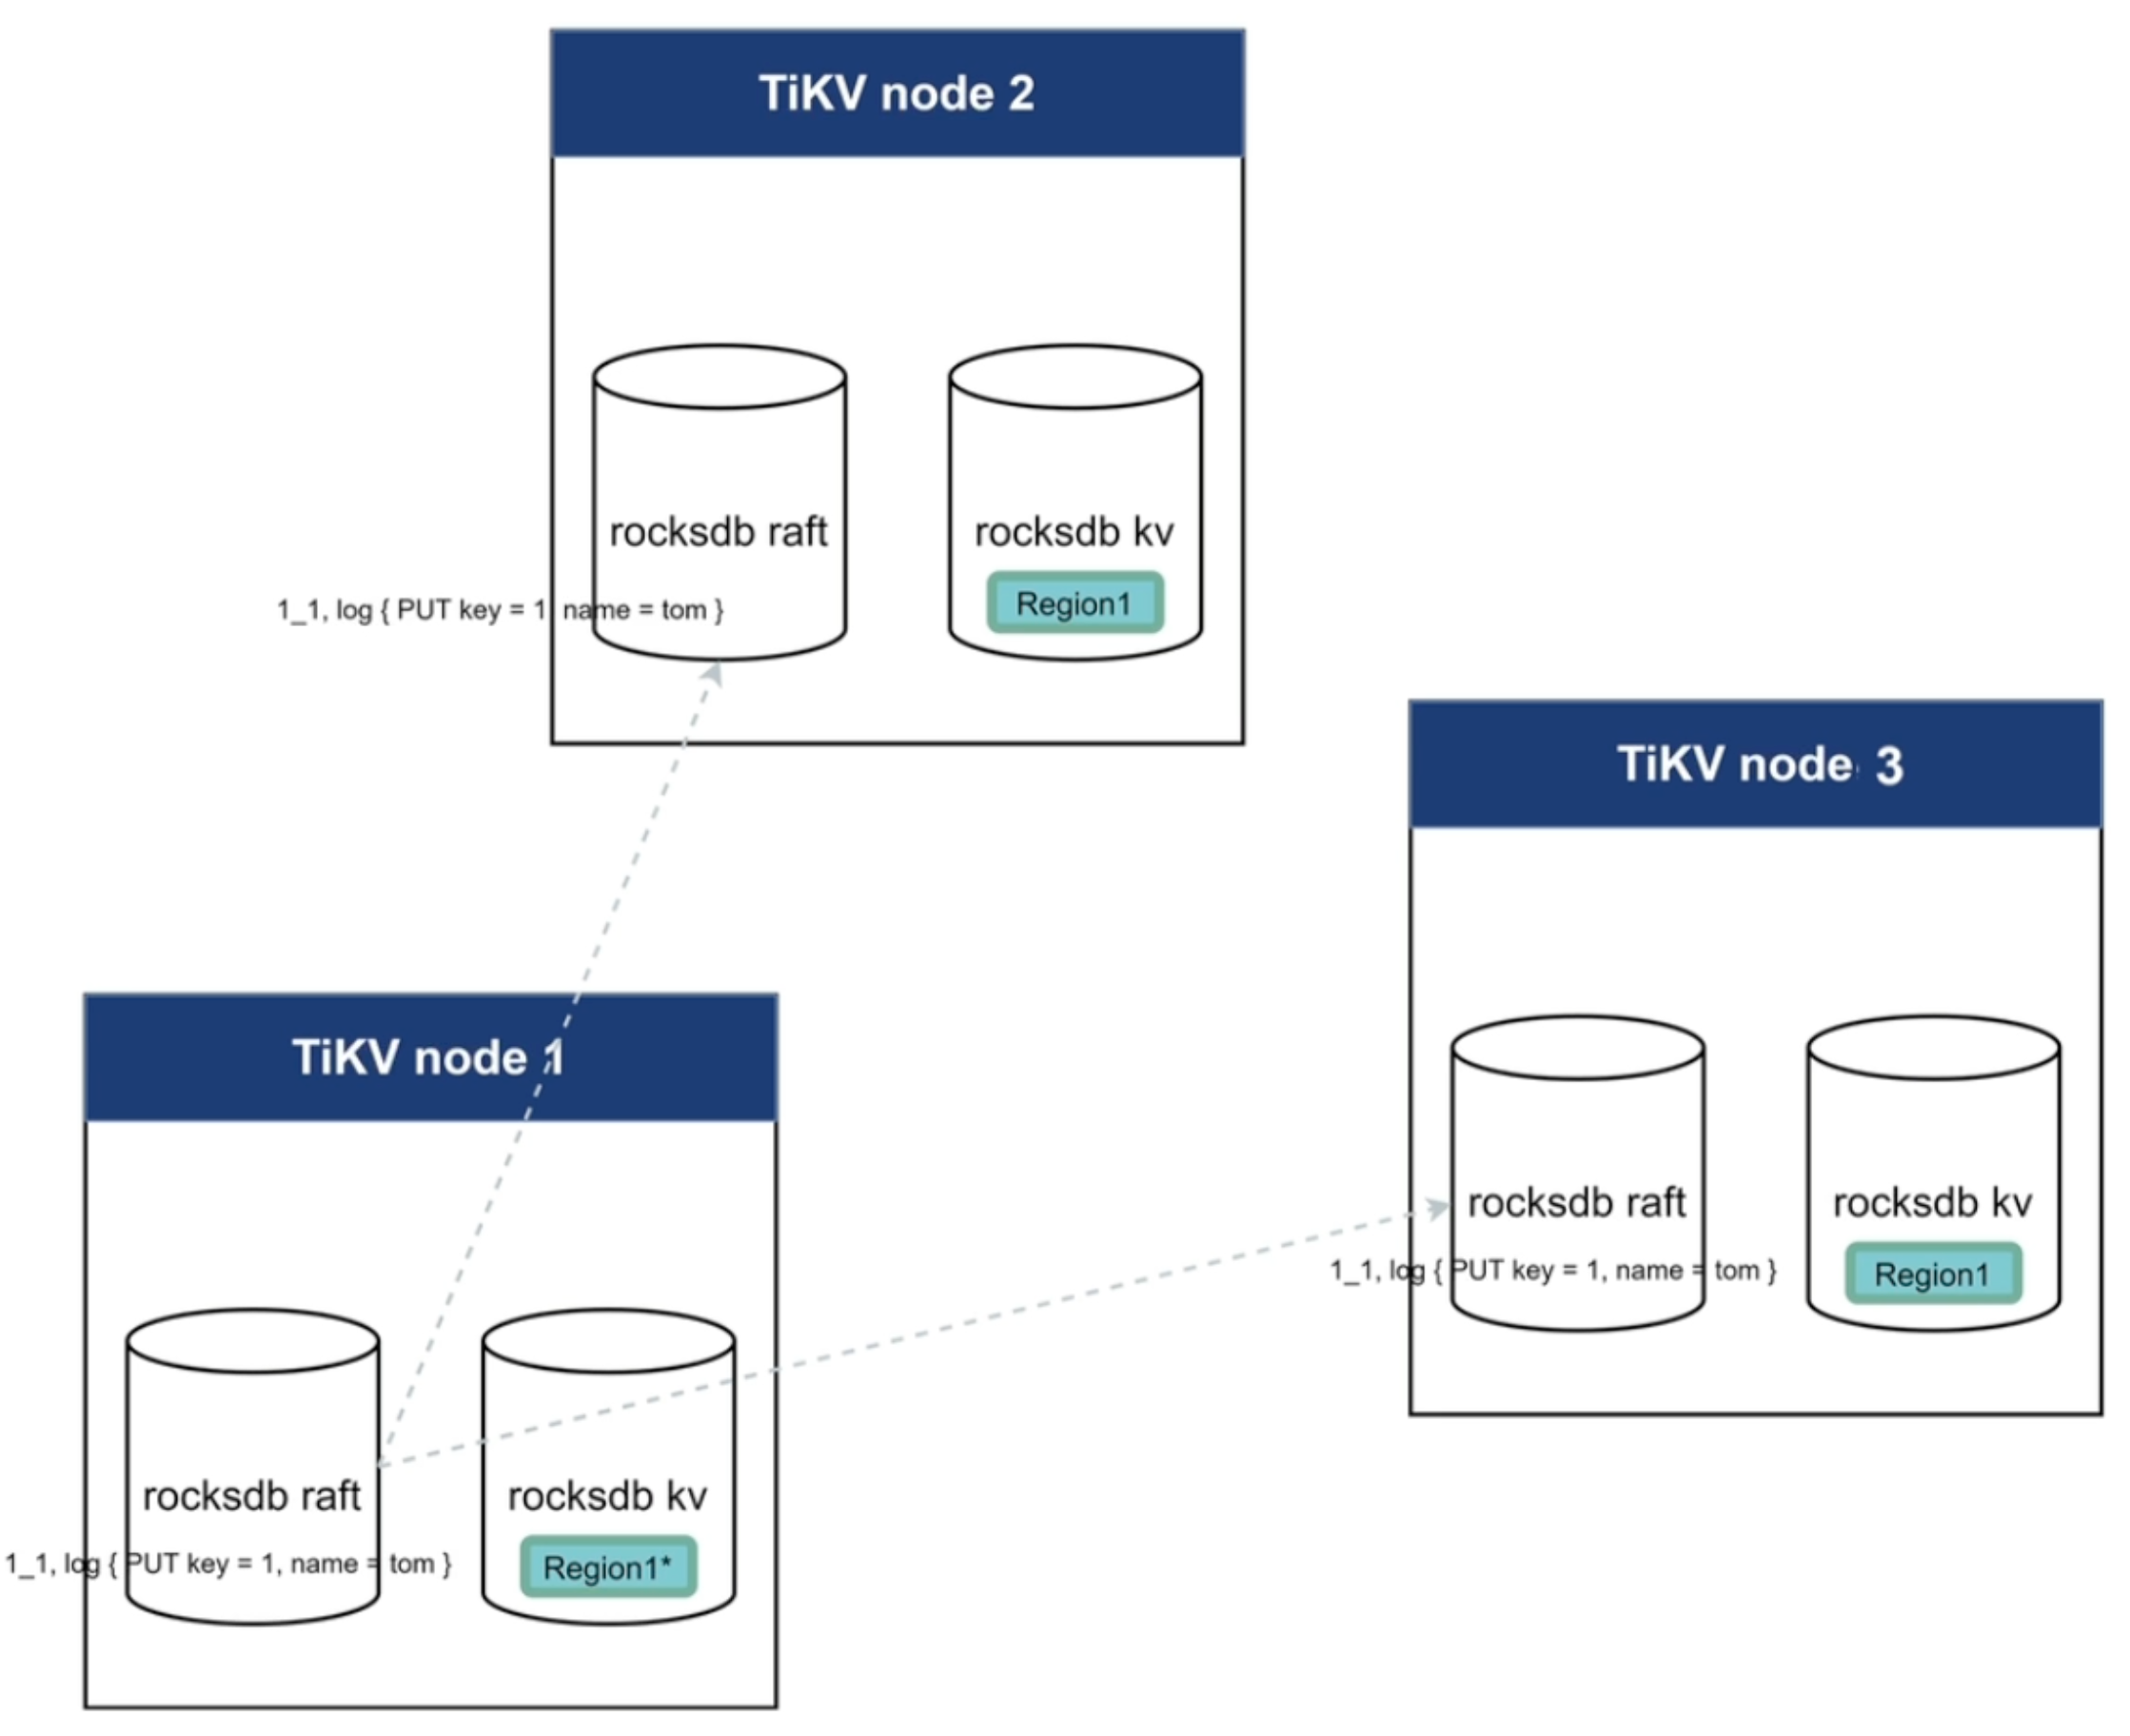 TiKV node 2
rocksdb raft
rocksdb kv
1_1, log { PUT key = 1 name = tom }
Region1
TiKV node 3
rocksdb raft
rocksdb kv
1_1, log { PUT key = 1, name = tom }
Region1
TiKV node 1
rocksdb raft
rocksdb kv
1_1, log { PUT key = 1, name = tom }
Region1*